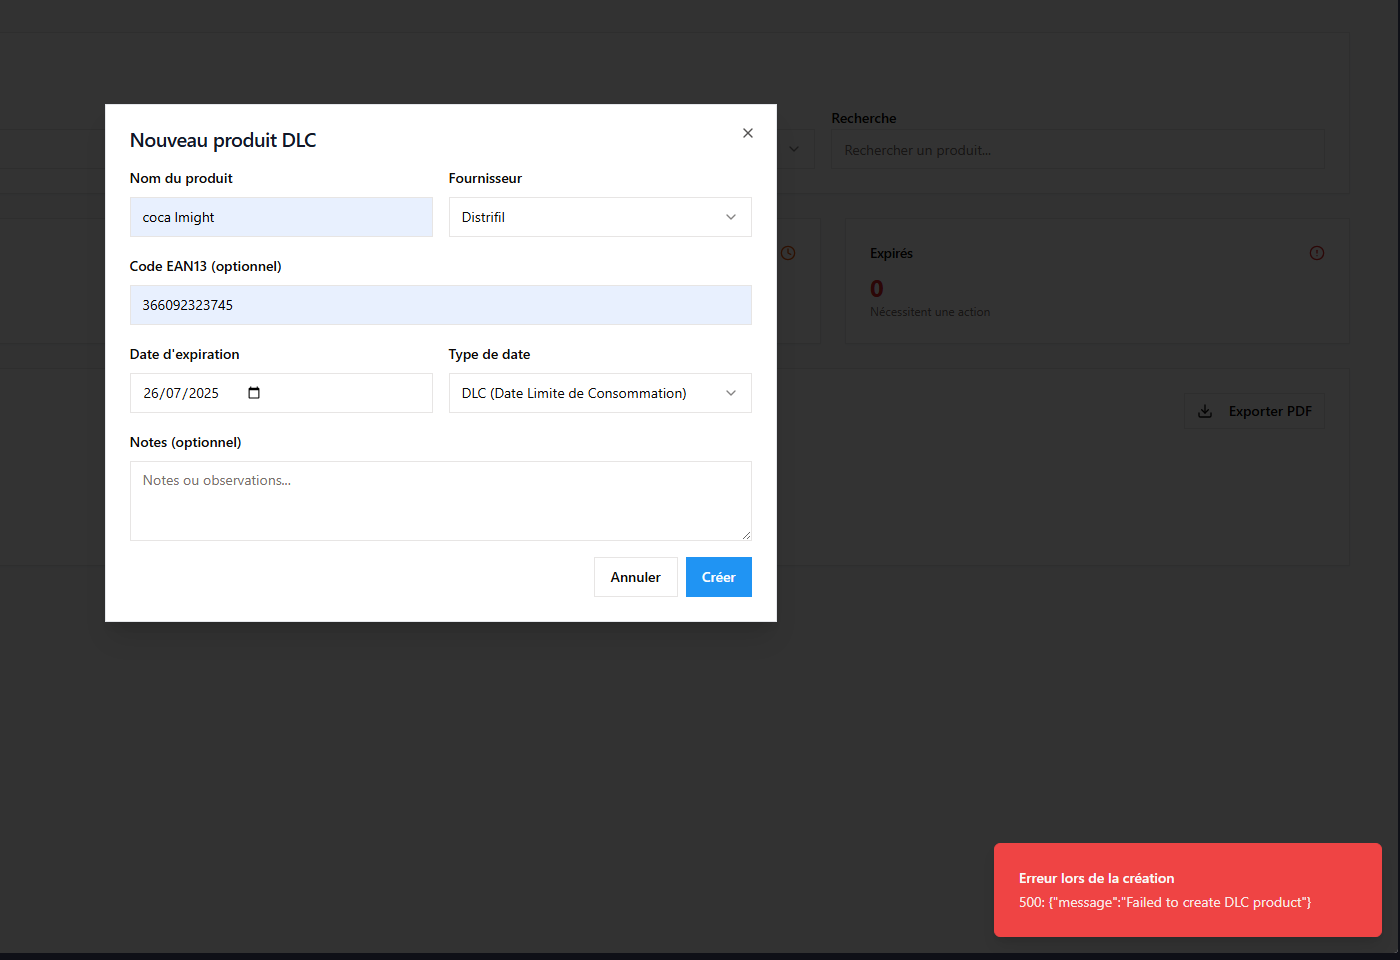 Nouveau produit DLC
Nom du produit
Fournisseur
coca lmight
Distrifil
Code EAN13 (optionnel)
366092323745
Date d'expiration
Type de date
26/07/2025
DLC (Date Limite de Consommation)
Notes (optionnel)
Notes ou observations...
Annuler
Créer
Recherche
Rechercher un produit...
Expirés
0
Nécessitent une action
Exporter PDF
Erreur lors de la création
500: {"message":"Failed to create DLC product"}